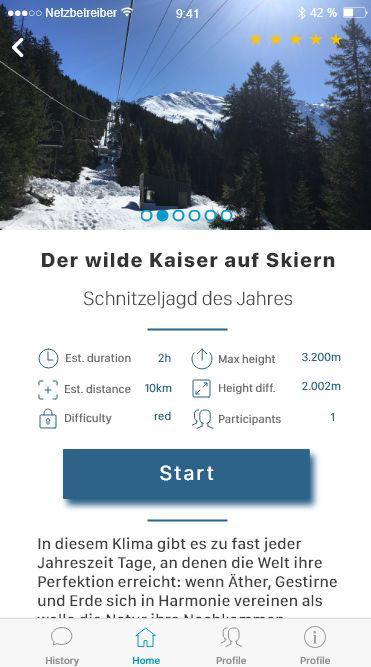 Netzbetreiber 9:41 42 %
Der wilde Kaiser auf Skiern
Schnitzeljagd des Jahres
Est. duration 2h Max height 3.200m
Est. distance 10km Height diff. 2.002m
Difficulty red Participants 1
Start
In diesem Klima gibt es zu fast jeder
Jahreszeit Tage, an denen die Welt ihre
Perfektion erreicht: wenn Äther, Gestirne
und Erde sich in Harmonie vereinen als
History Home Profile Profile